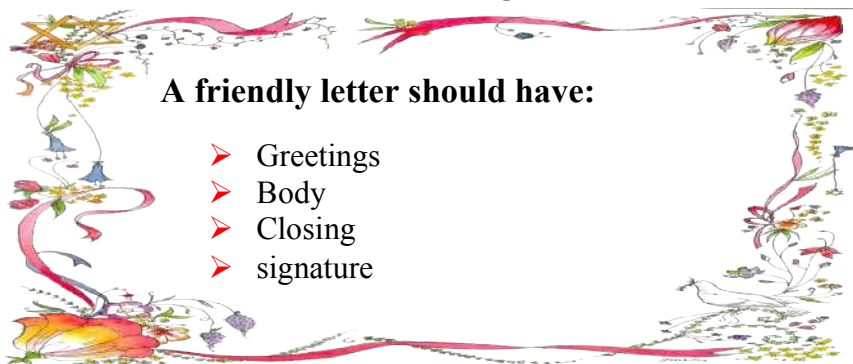 A friendly letter should have:
➢ Greetings
➢ Body
➢ Closing
➢ signature